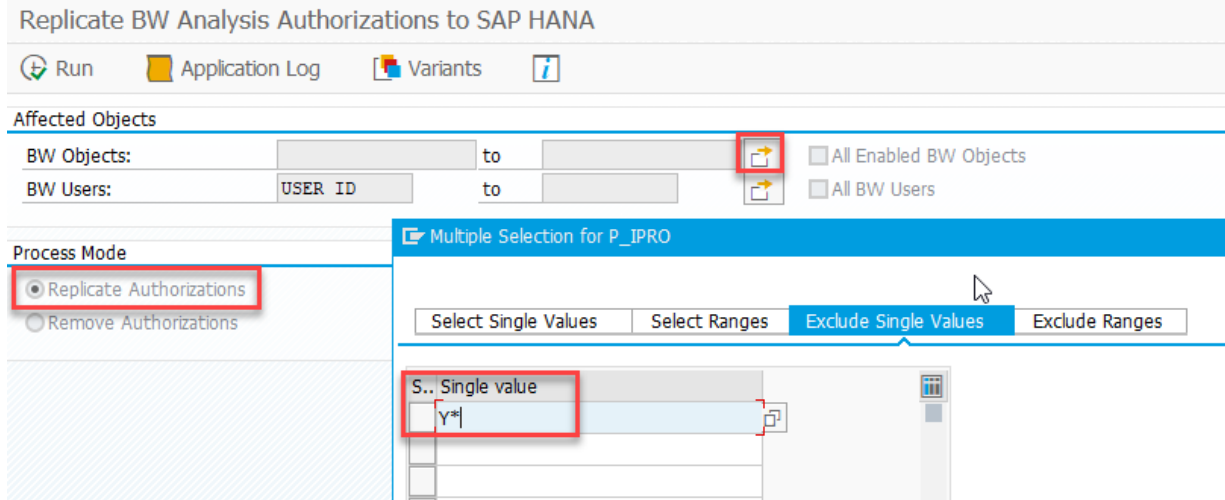 Replicate BW Analysis Authorizations to SAP HANA
Run Application Log Variants i
Affected Objects
BW Objects: to All Enabled BW Objects
BW Users: USER ID to All BW Users
Process Mode
Replicate Authorizations
Remove Authorizations
Multiple Selection for P_IPRO
Select Single Values Select Ranges Exclude Single Values Exclude Ranges
S.. Single value
Y*